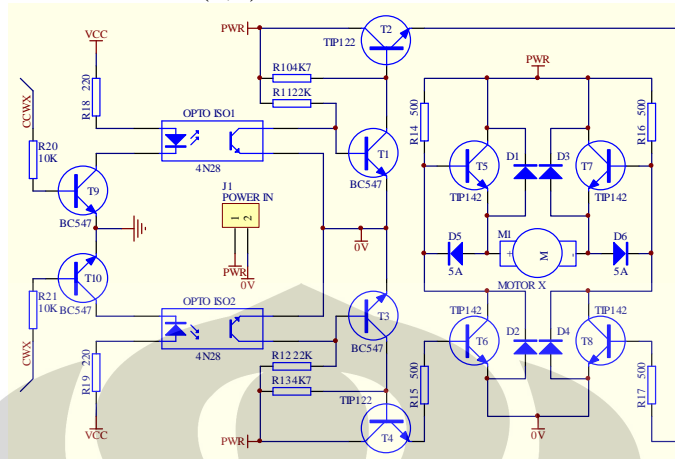 PWR
T2
TIP122
VCC
R18 220
R104K7
R1122K
CCWX
R20
10K
OPTO ISO1
4N28
T9
BC547
T1
BC547
J1
POWER IN
1
2
PWR
0V
0V
T10
BC547
R21
10K
CWX
OPTO ISO2
4N28
R19 220
VCC
T3
BC547
R1222K
R134K7
TIP122
PWR
T4
PWR
R14 500
R16 500
T5
TIP142
D1
D3
T7
TIP142
D5
5A
M1
+
M
-
MOTOR X
D6
5A
TIP142
T6
D2
D4
TIP142
T8
R15 500
R17 500
0V